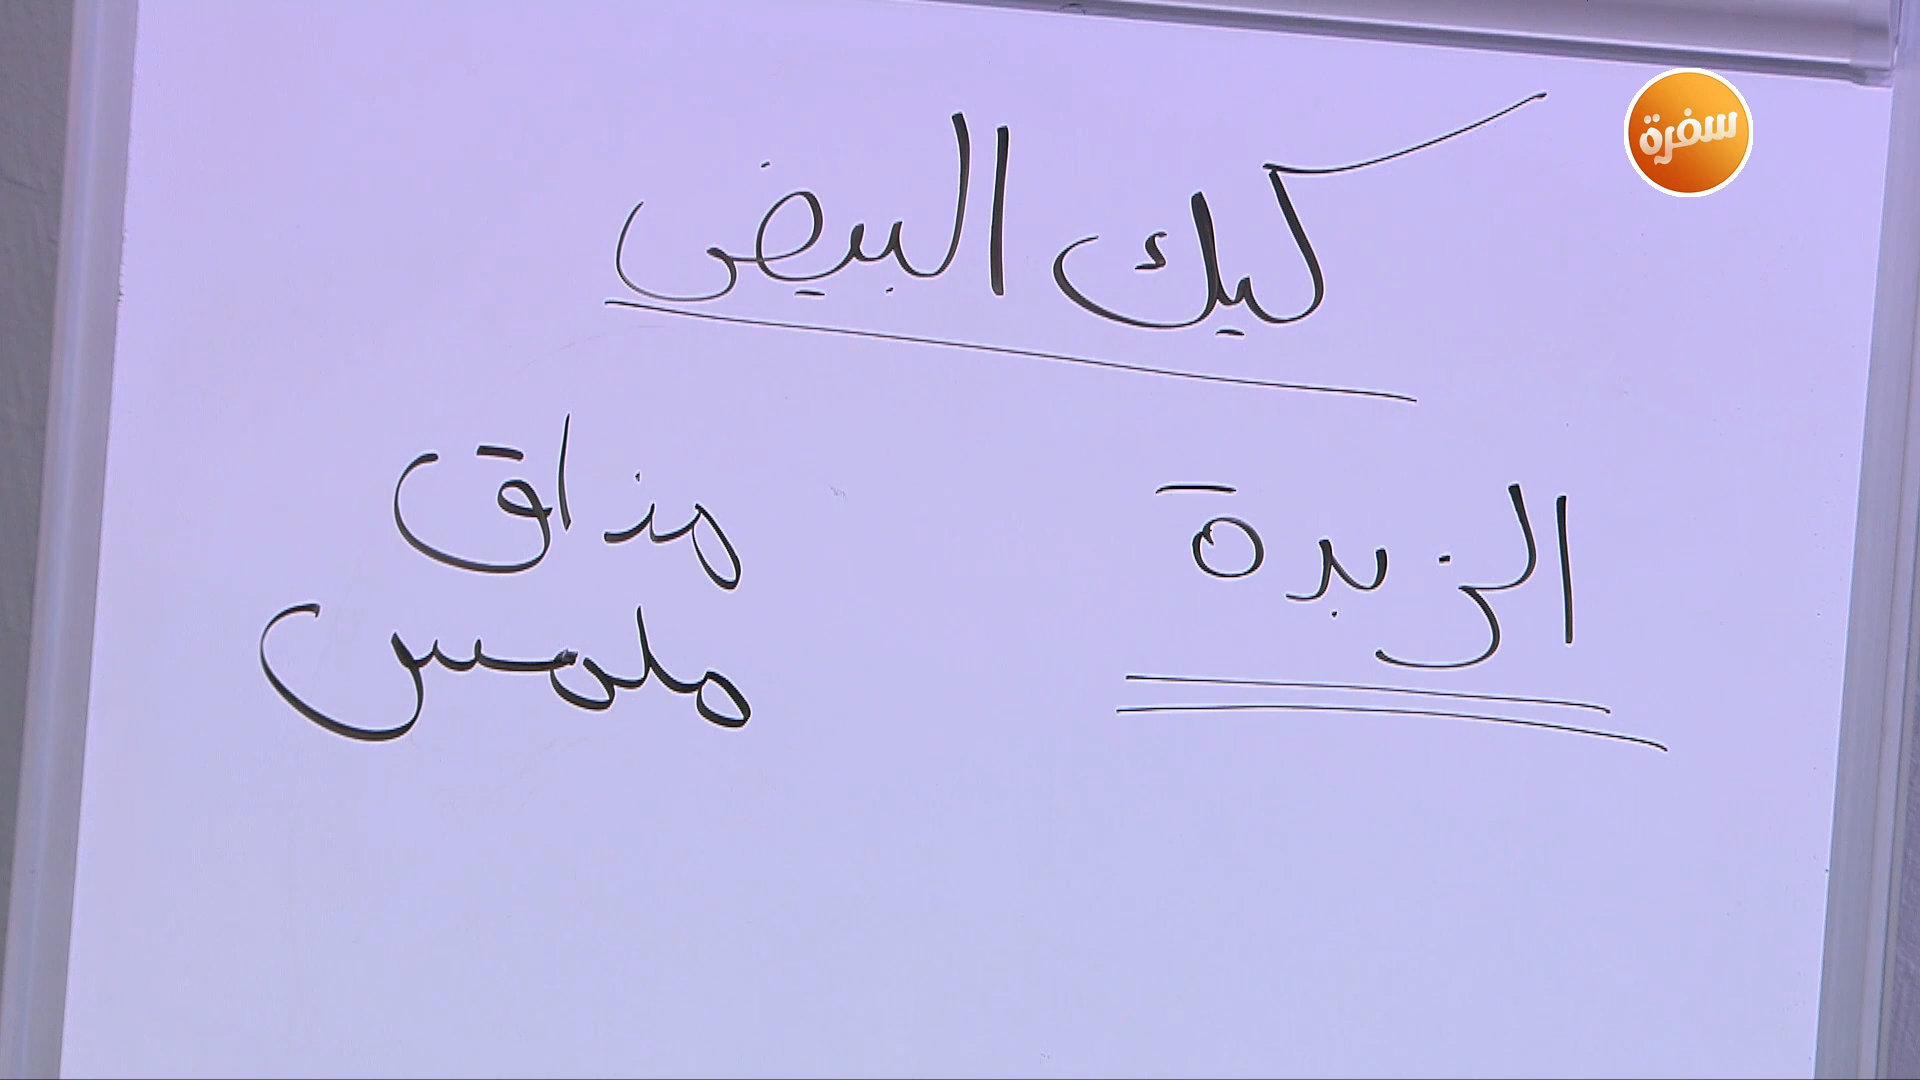 سفرة
كيك البيض
الزبدة
مذاق
ملمس